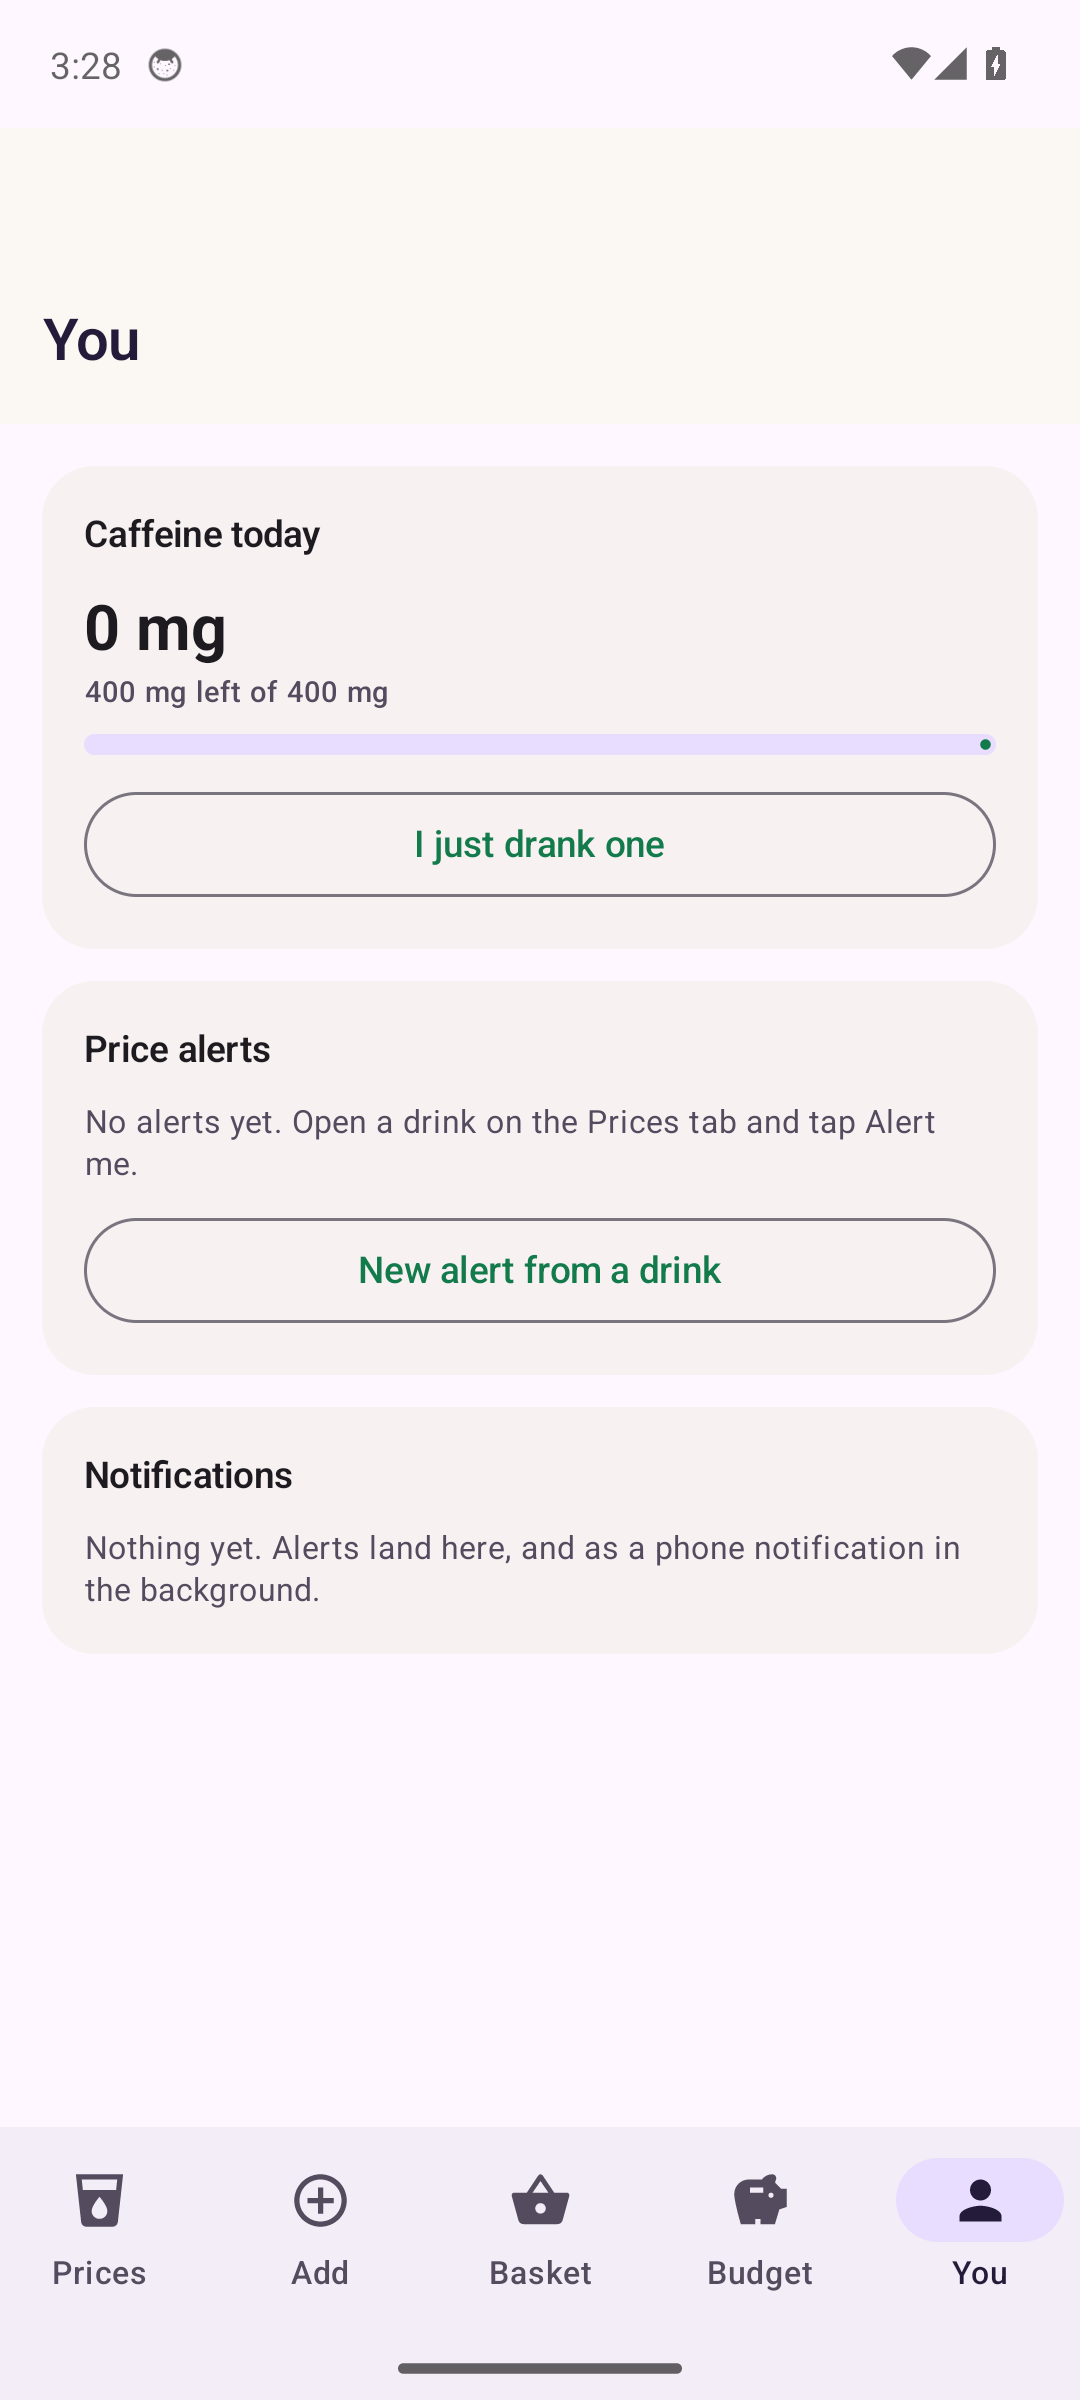 3:28
You
Caffeine today
0 mg
400 mg left of 400 mg
I just drank one
Price alerts
No alerts yet. Open a drink on the Prices tab and tap Alert
me.
New alert from a drink
Notifications
Nothing yet. Alerts land here, and as a phone notification in
the background.
Prices
Add
Basket
Budget
You